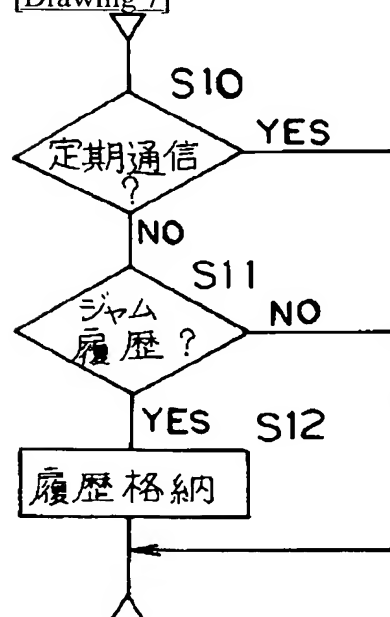 [Drawing 7]
S10
定期通信
?
YES
NO
S11
ジャム
履歴?
NO
YES
S12
履歴格納